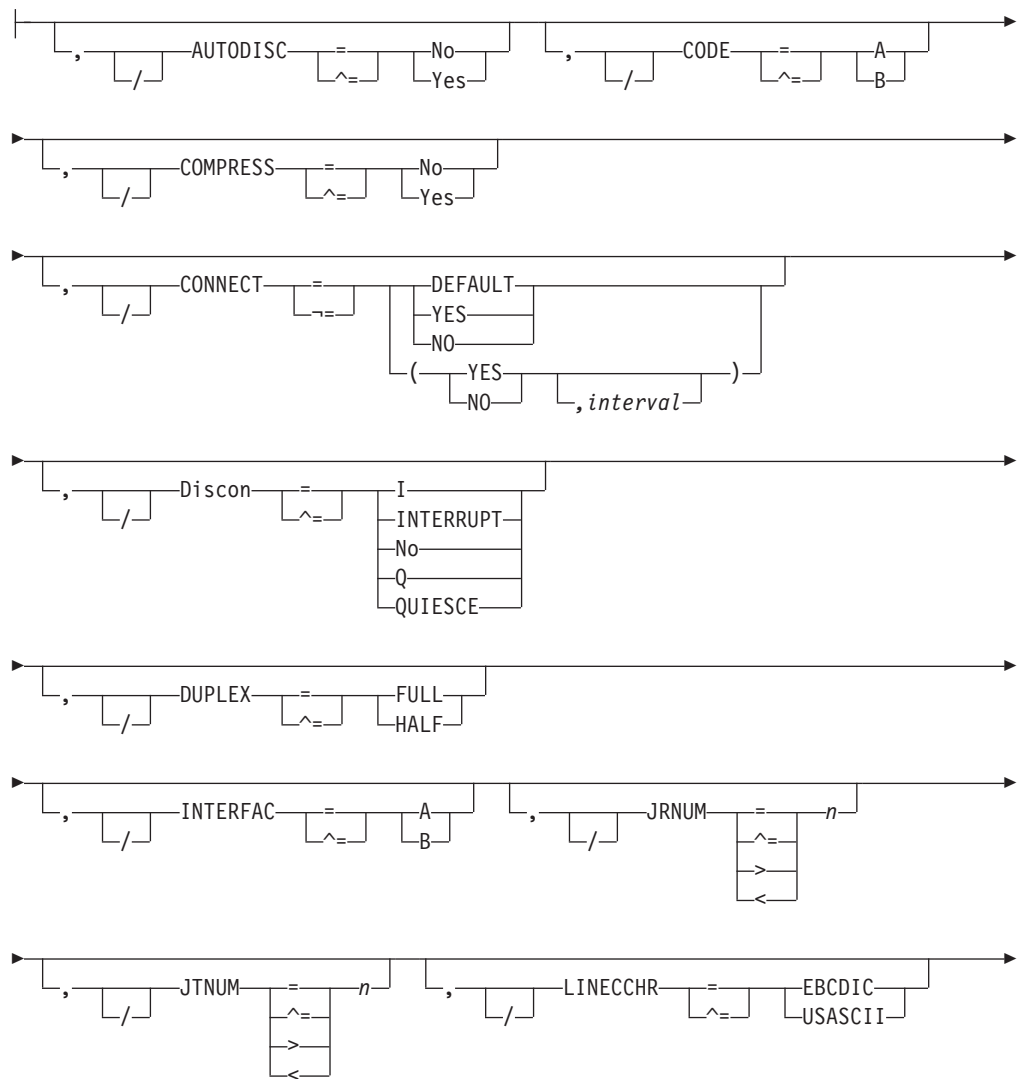 , / AUTODISC = No , / CODE = A
^= Yes ^= B
, / COMPRESS = No
^= Yes
, / CONNECT = DEFAULT
¬= YES
NO
( YES )
NO ,interval
, / Discon = I
^= INTERRUPT
No
Q
QUIESCE
, / DUPLEX = FULL
^= HALF
, / INTERFAC = A , / JRNUM = n
^= B ^=
>
<
, / JTNUM = n , / LINECCHR = EBCDIC
^= ^= USASCII
>
<